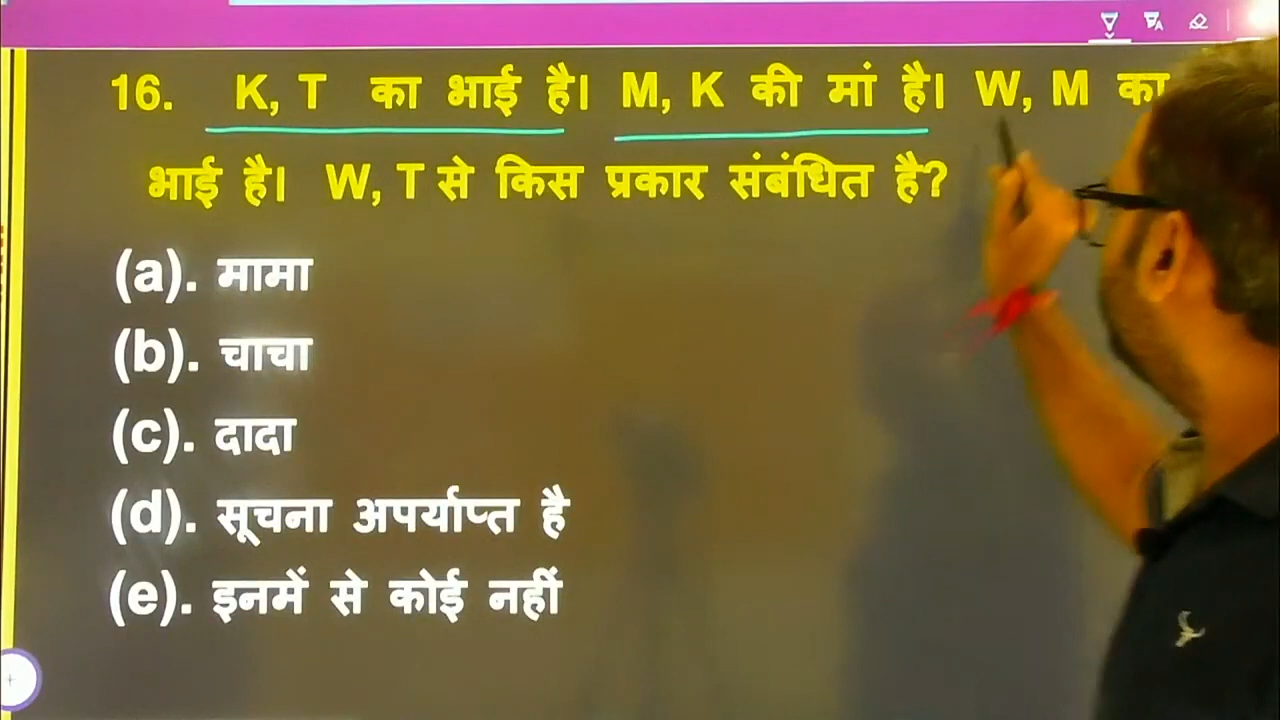 16. K, T का भाई है। M, K की मां है। W, M का
भाई है। W, T से किस प्रकार संबंधित है?
(a). मामा
(b). चाचा
(c). दादा
(d). सूचना अपर्याप्त है
(e). इनमें से कोई नहीं